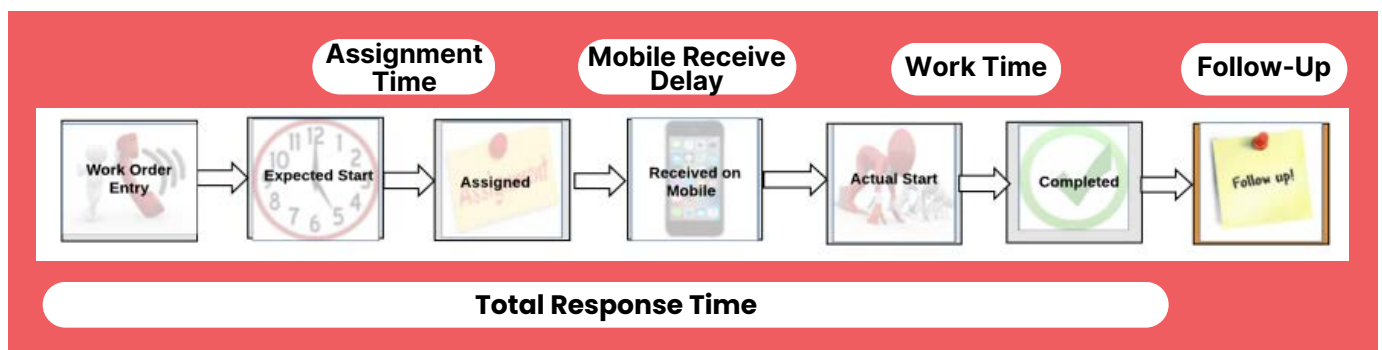 Assignment
Time
Mobile Receive
Delay
Work Time
Follow-Up
Work Order
Entry
Expected Start
Assigned
Received on
Mobile
Actual Start
Completed
Follow up!
Total Response Time